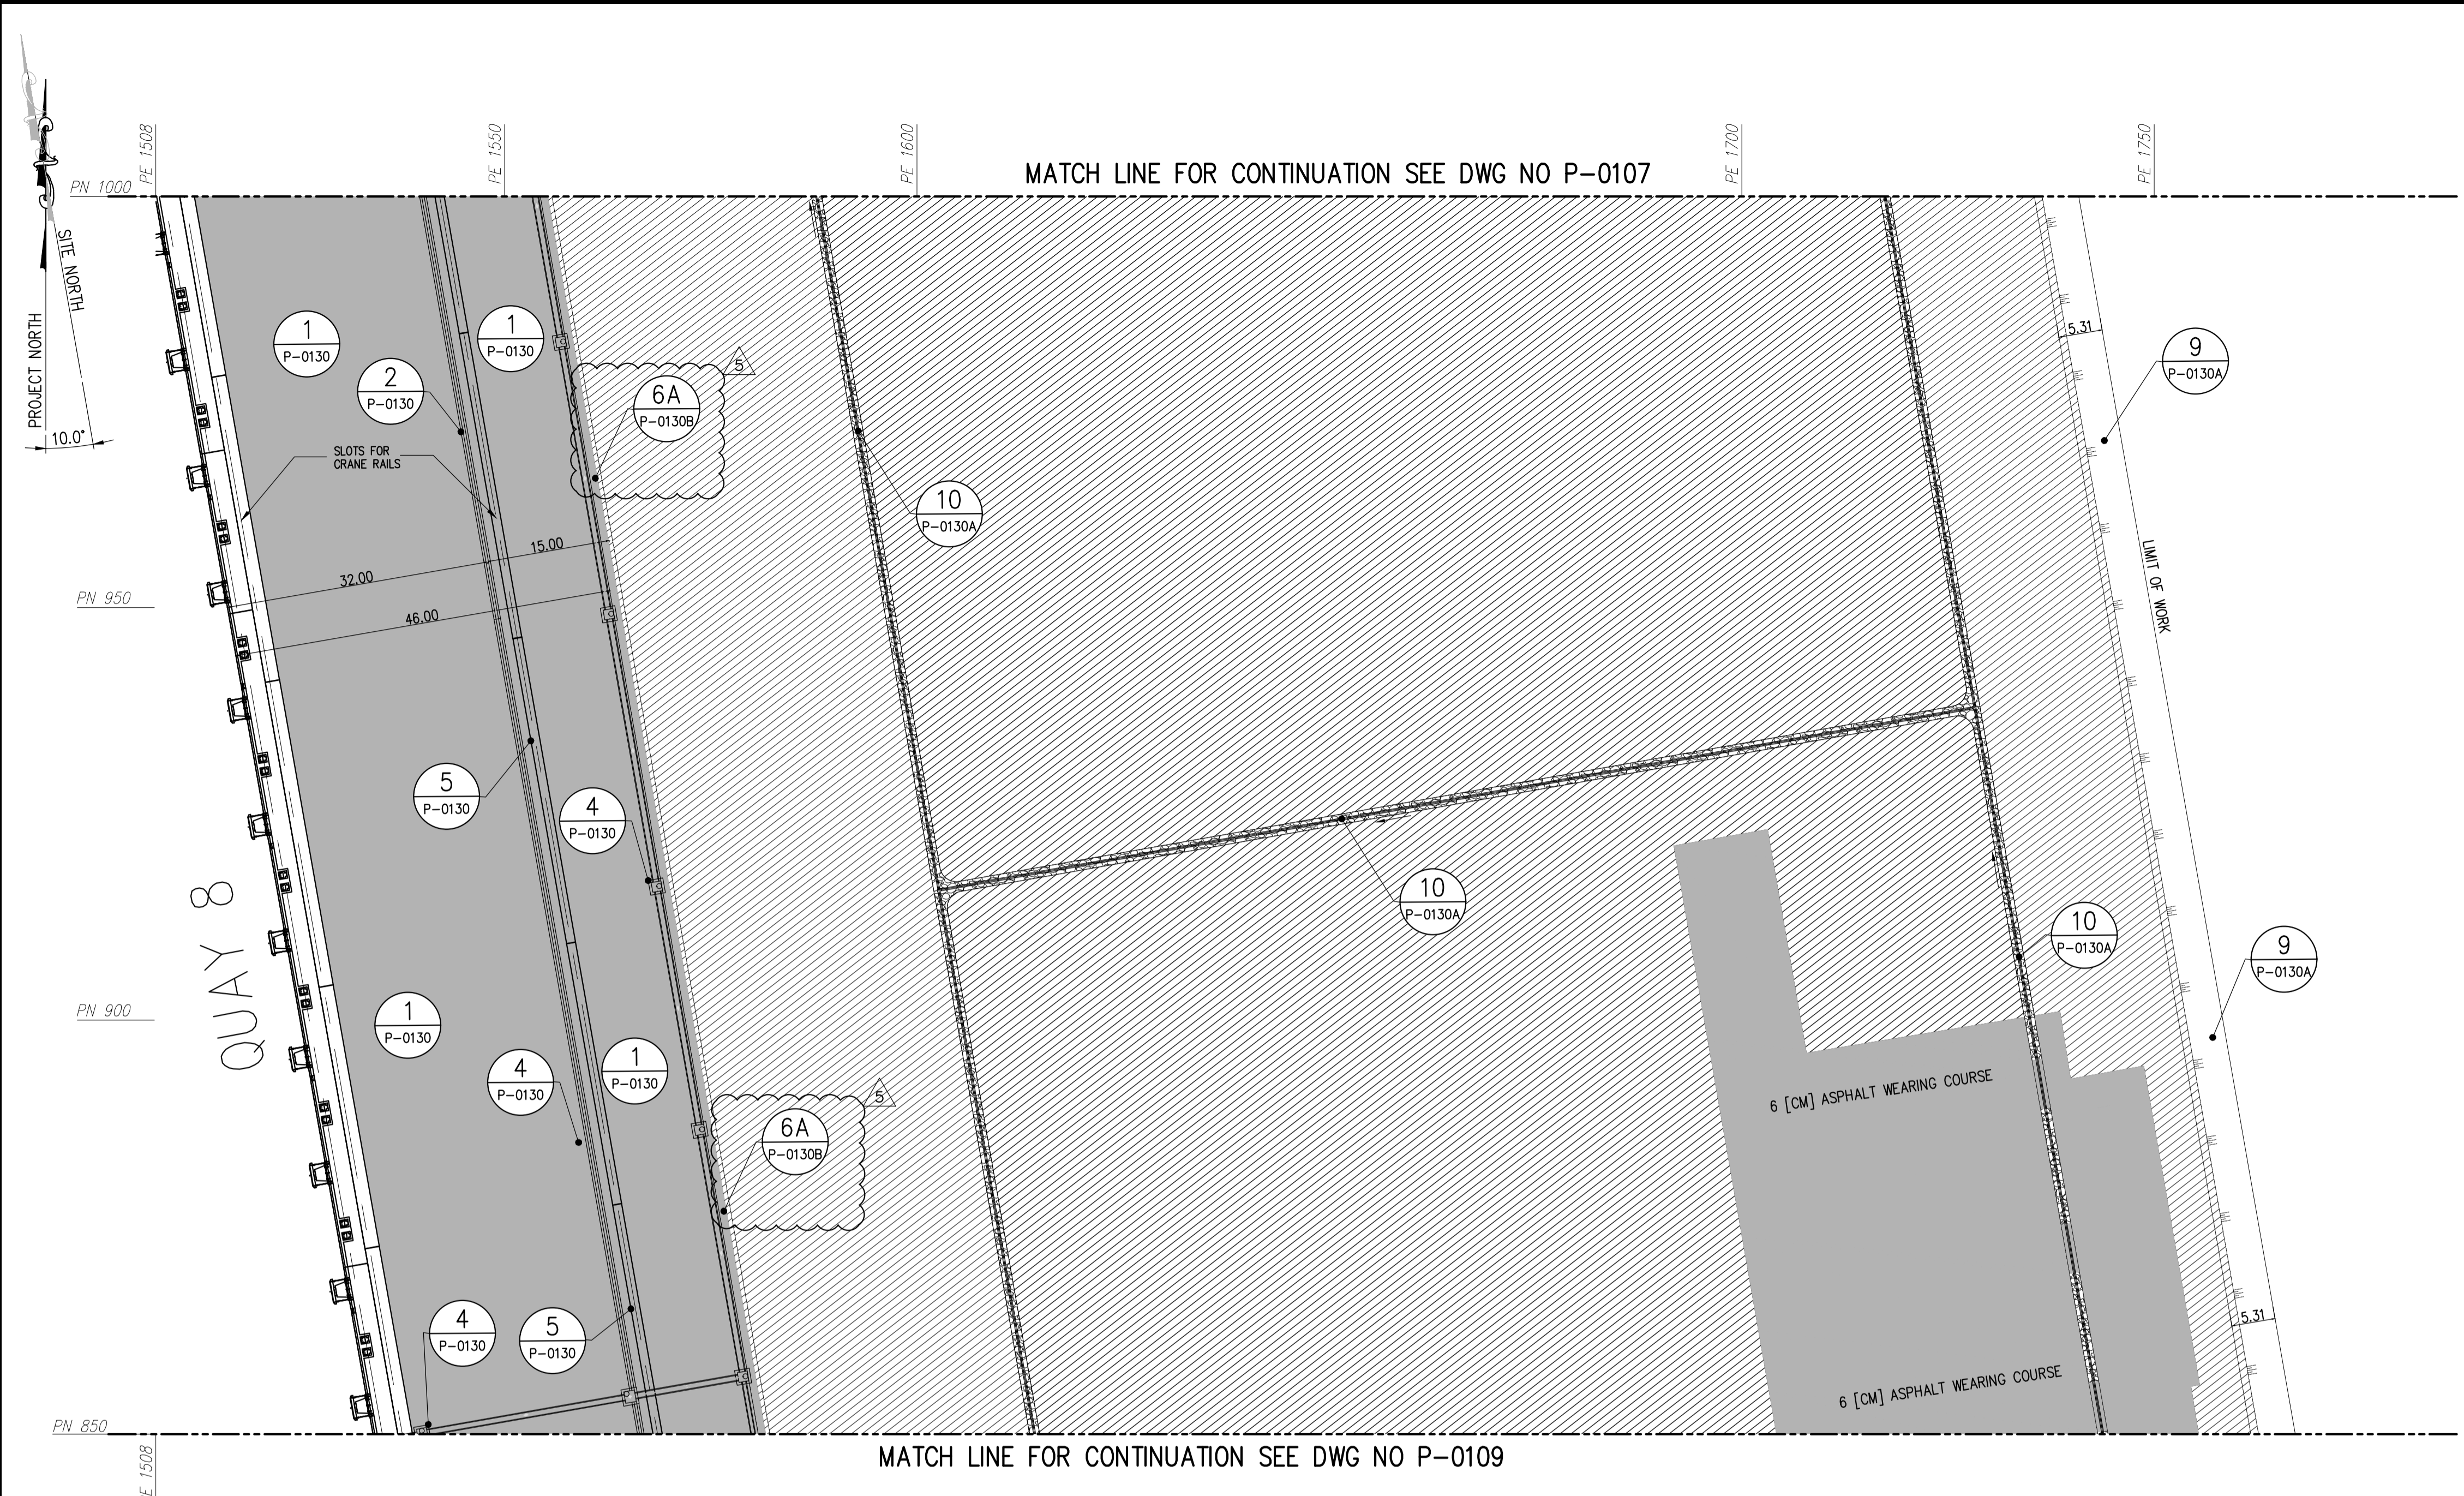 PE 1508
PE 1550
PE 1600
PE 1700
PE 1750
MATCH LINE FOR CONTINUATION SEE DWG NO P-0107
PN 1000
SITE NORTH
PROJECT NORTH
10.0°
1
P-0130
1
P-0130
2
P-0130
5
6A
P-0130B
5.31
9
P-0130A
SLOTS FOR
CRANE RAILS
10
P-0130A
15.00
32.00
46.00
PN 950
LIMIT OF WORK
5
P-0130
4
P-0130
QUAY 8
10
P-0130A
10
P-0130A
9
P-0130A
PN 900
1
P-0130
4
P-0130
1
P-0130
5
6A
P-0130B
6 [CM] ASPHALT WEARING COURSE
4
P-0130
5
P-0130
5.31
6 [CM] ASPHALT WEARING COURSE
PN 850
MATCH LINE FOR CONTINUATION SEE DWG NO P-0109
PE 1508